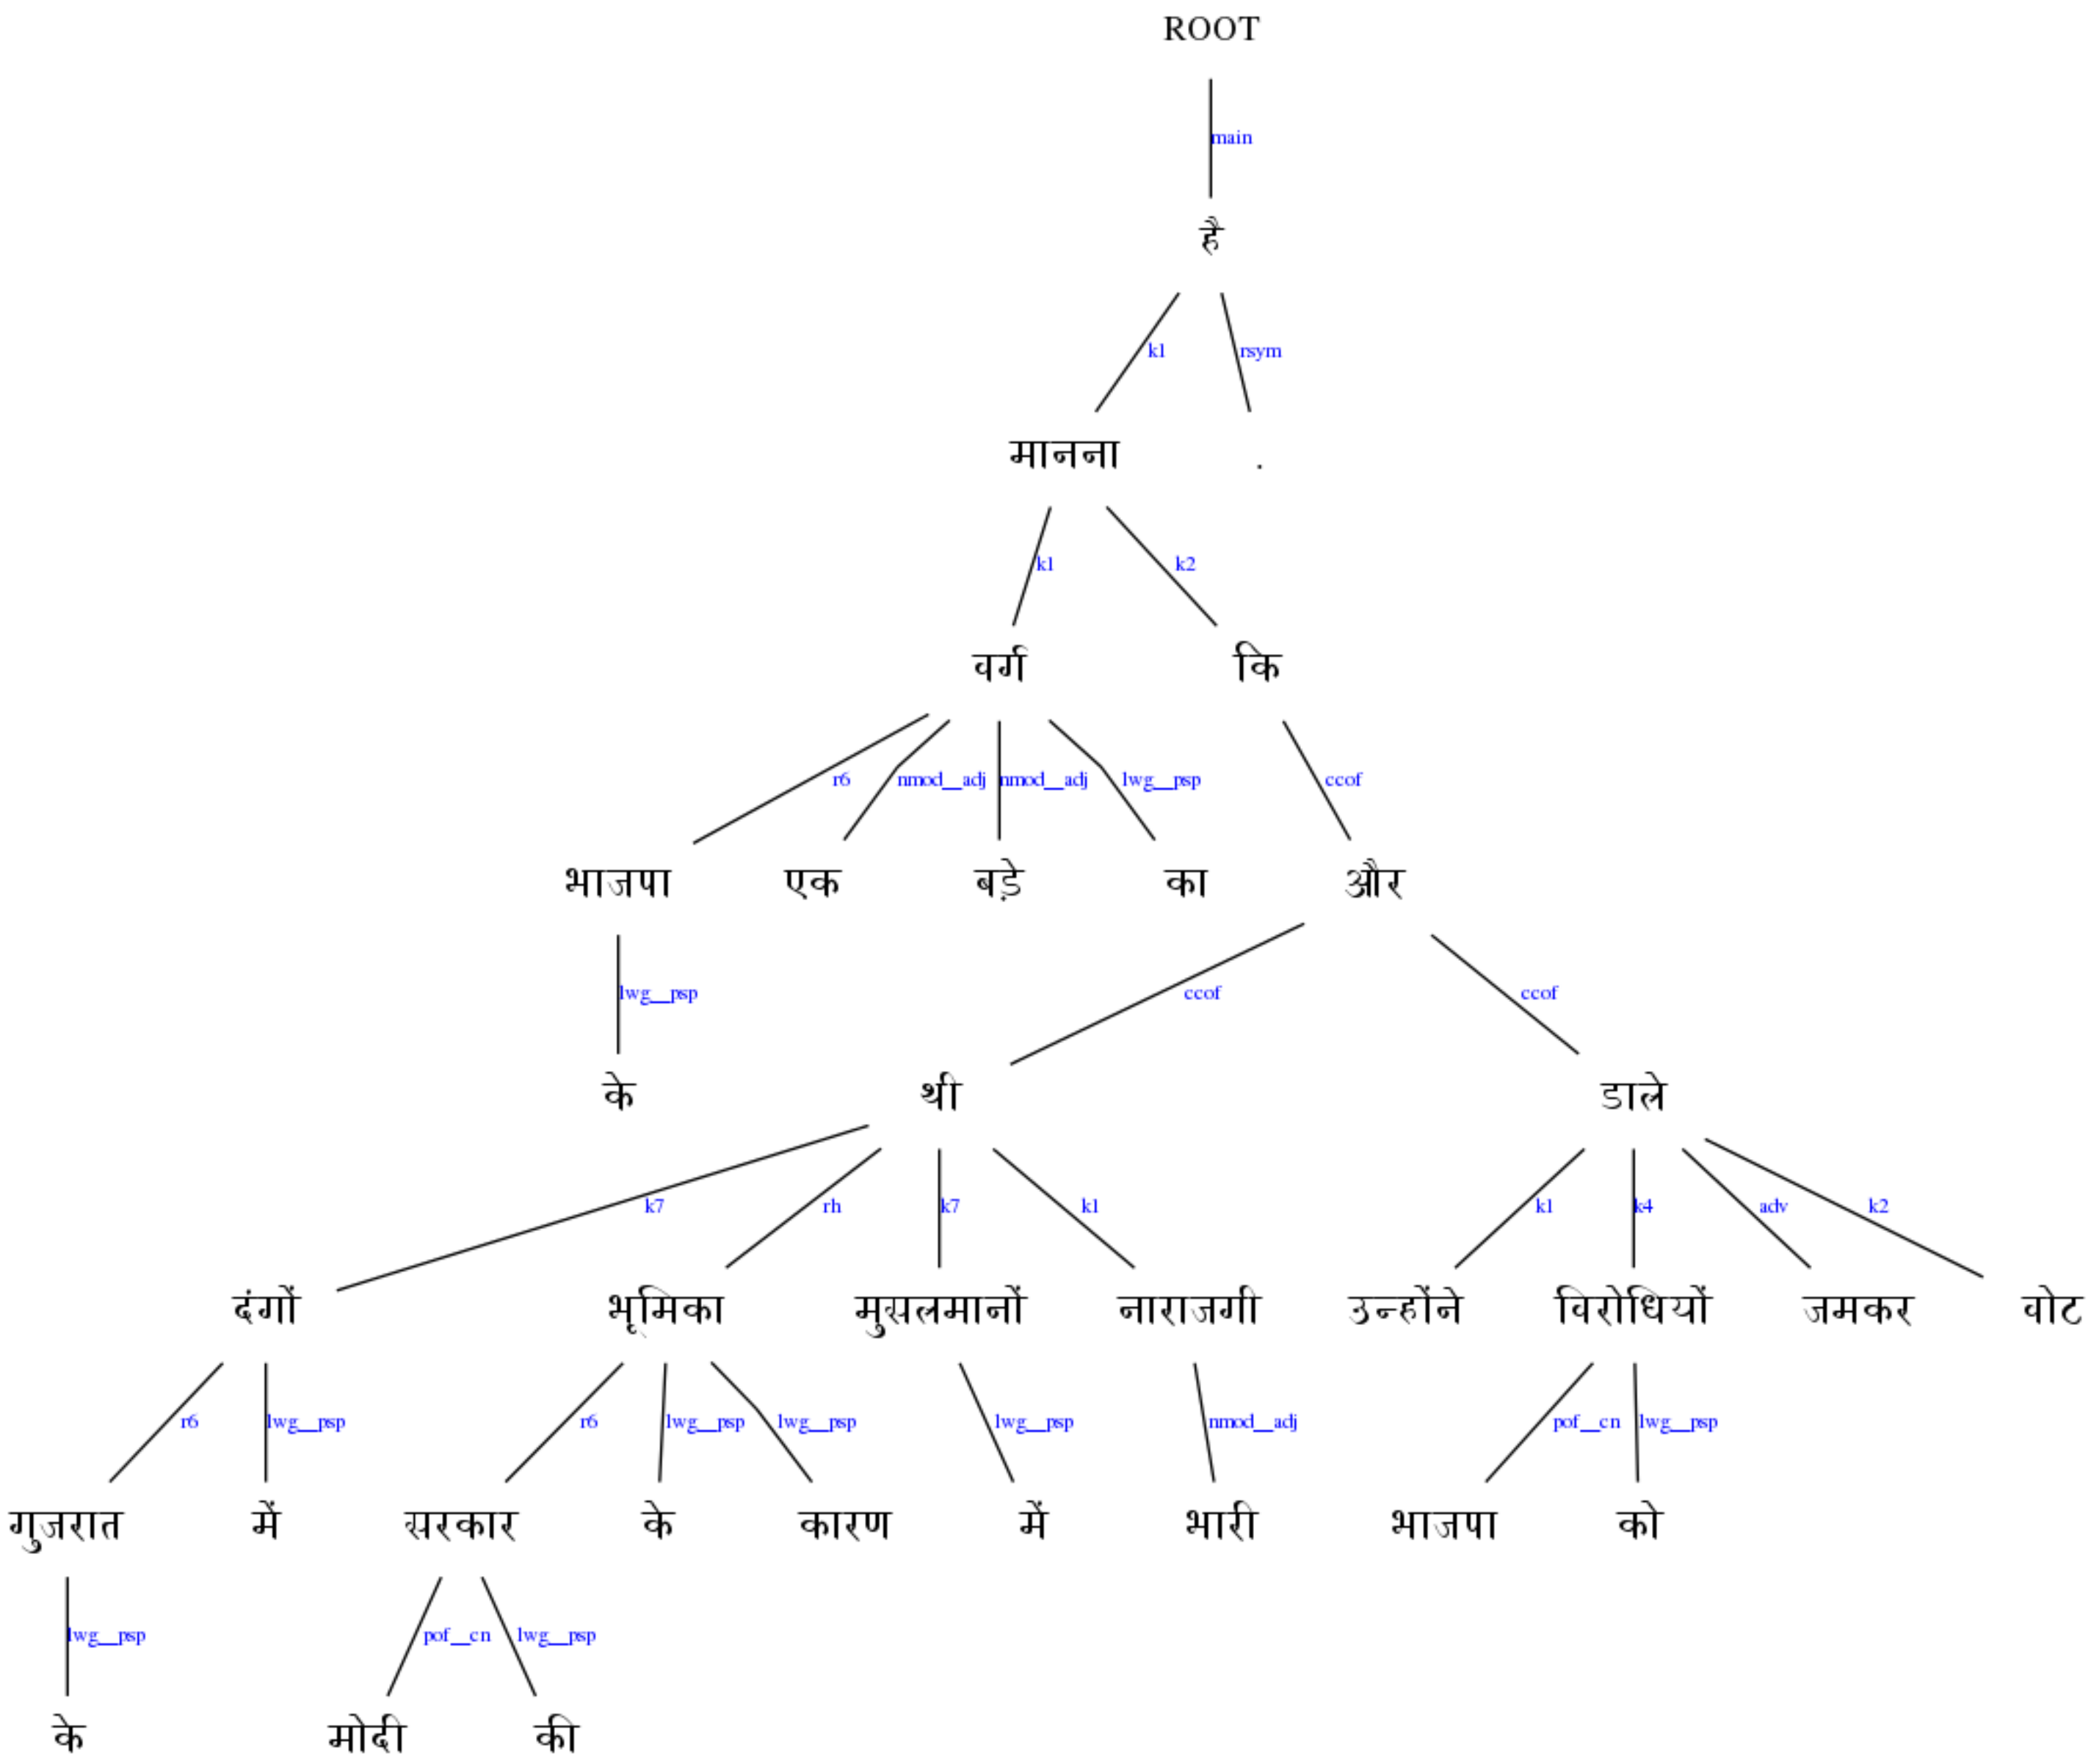 ROOT
main
है
k1 rsym
मानना .
k1 k2
वर्ग कि
r6 nmod__adj nmod__adj lwg__psp ccof
भाजपा एक बड़े का और
lwg__psp ccof ccof
के थी डाले
k7 rh k7 k1 k1 k4 adv k2
दंगों भूमिका मुसलमानों नाराजगी उन्होंने विरोधियों जमकर वोट
r6 lwg__psp r6 lwg__psp lwg__psp lwg__psp nmod__adj pof__cn lwg__psp
गुजरात में सरकार के कारण में भारी भाजपा को
lwg__psp pof__cn lwg__psp
के मोदी की